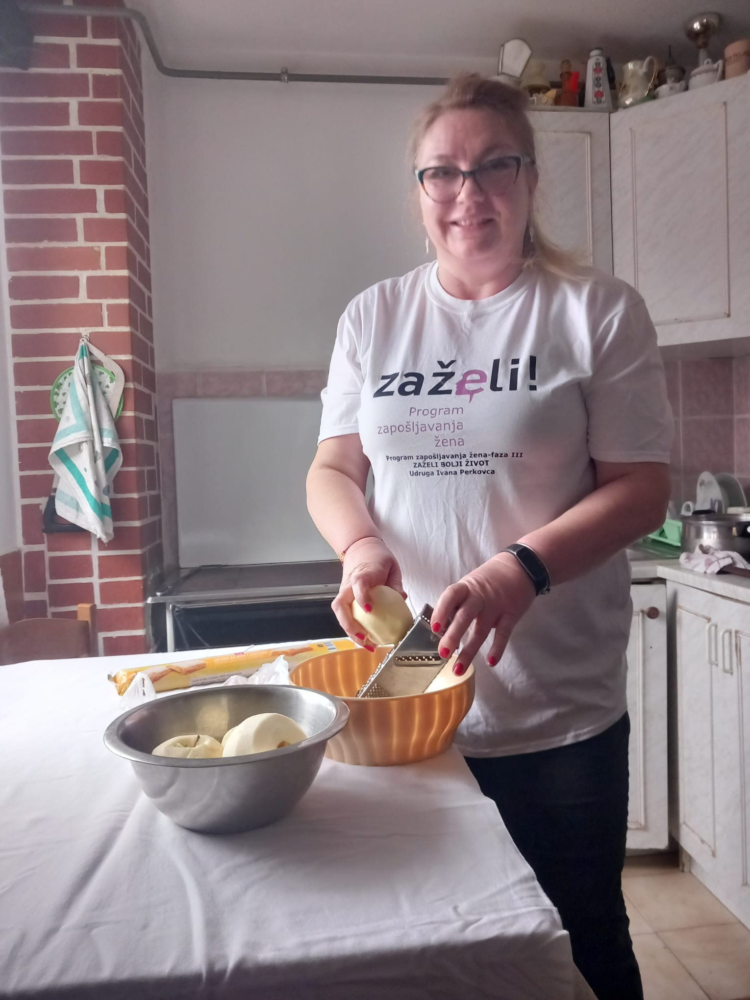 zaželi!
Program
zapošljavanja
žena
Program zapošljavanja žena-faza III
ZAŽELI BOLJI ŽIVOT
Udruga Ivana Perkovca